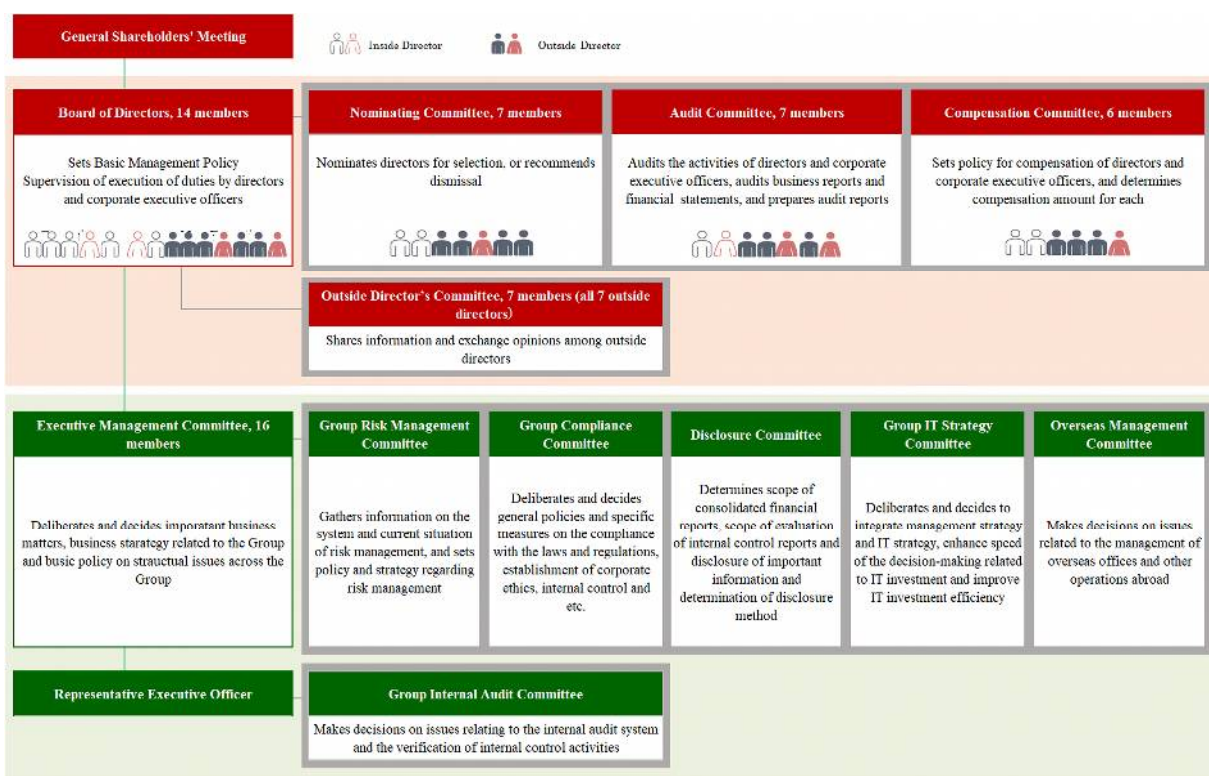 General Shareholders' Meeting
Inside Director
Outside Director
Board of Directors, 14 members
Sets Basic Management Policy
Supervision of execution of duties by directors
and corporate executive officers
Nominating Committee, 7 members
Nominates directors for selection, or recommends
dismissal
Audit Committee, 7 members
Audits the activities of directors and corporate
executive officers, audits business reports and
financial statements, and prepares audit reports
Compensation Committee, 6 members
Sets policy for compensation of directors and
corporate executive officers, and determines
compensation amount for each
Outside Director's Committee, 7 members (all 7 outside
directors)
Shares information and exchange opinions among outside
directors
Executive Management Committee, 16
members
Deliberates and decides imporatant business
matters, business starategy related to the Group
and busic policy on strauctual issues across the
Group
Group Risk Management
Committee
Gathers information on the
system and current situation
of risk management, and sets
policy and strategy regarding
risk management
Group Compliance
Committee
Deliberates and decides
general policies and specific
measures on the compliance
with the laws and regulations,
establishment of corporate
ethics, internal control and
etc.
Disclosure Committee
Determines scope of
consolidated financial
reports, scope of evaluation
of internal control reports and
disclosure of important
information and
determination of disclosure
method
Group IT Strategy
Committee
Deliberates and decides to
integrate management strategy
and IT strategy, enhance speed
of the decision-making related
to IT investment and improve
IT investment efficiency
Overseas Management
Committee
Makes decisions on issues
related to the management of
overseas offices and other
operations abroad
Representative Executive Officer
Group Internal Audit Committee
Makes decisions on issues relating to the internal audit system
and the verification of internal control activities